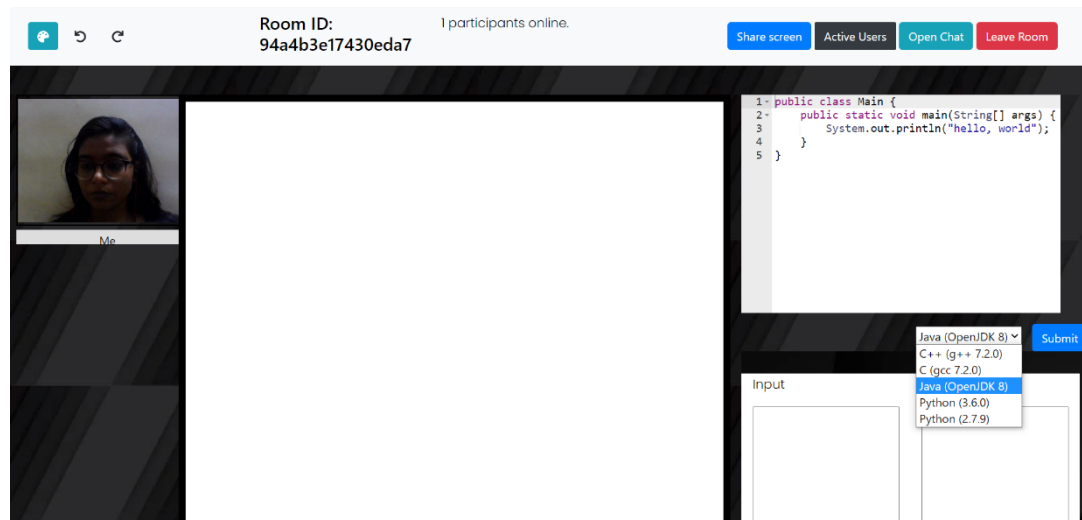 Room ID:
94a4b3e17430eda7
1 participants online.
Share screen
Active Users
Open Chat
Leave Room
Me
1 public class Main {
2 public static void main(String[] args) {
3 System.out.println("hello, world");
4 }
5 }
Java (OpenJDK 8)
Submit
C++ (g++ 7.2.0)
C (gcc 7.2.0)
Java (OpenJDK 8)
Python (3.6.0)
Python (2.7.9)
Input